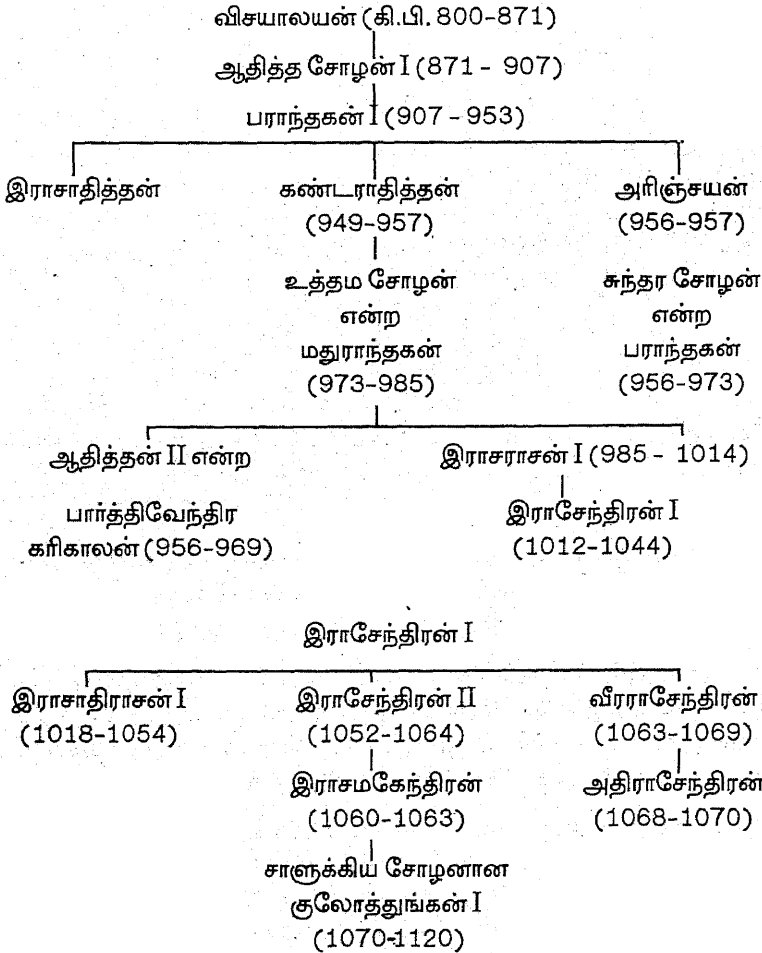 விசயாலயன் (கி.பி. 800-871)
ஆதித்த சோழன் I (871 - 907)
பராந்தகன் I (907 - 953)
இராசாதித்தன் கண்டராதித்தன் அரிஞ்சயன்
(949-957) (956-957)
உத்தம சோழன் சுந்தர சோழன்
என்ற என்ற
மதுராந்தகன் பராந்தகன்
(973-985) (956-973)
ஆதித்தன் II என்ற இராசராசன் I (985 - 1014)
பார்த்திவேந்திர இராசேந்திரன் I
கரிகாலன் (956-969) (1012-1044)
இராசேந்திரன் I
இராசாதிராசன் I இராசேந்திரன் II வீரராசேந்திரன்
(1018-1054) (1052-1064) (1063-1069)
இராசமகேந்திரன் அதிராசேந்திரன்
(1060-1063) (1068-1070)
சாளுக்கிய சோழனான
குலோத்துங்கன் I
(1070-1120)